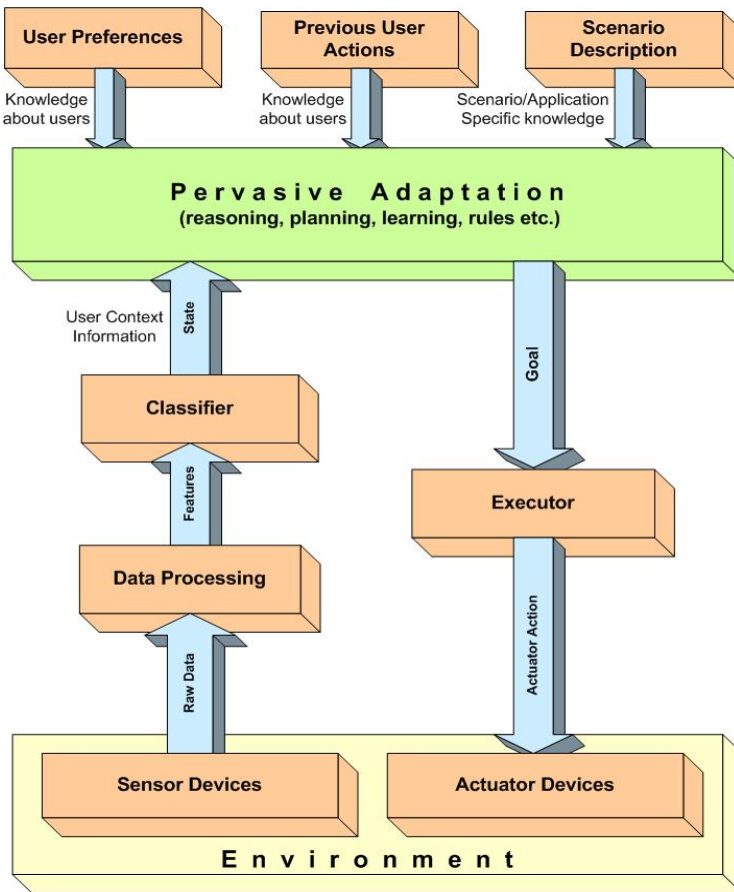 User Preferences
Previous User
Actions
Scenario
Description
Knowledge
about users
Knowledge
about users
Scenario/Application
Specific knowledge
Pervasive Adaptation
(reasoning, planning, learning, rules etc.)
User Context
Information
State
Goal
Classifier
Features
Executor
Data Processing
Raw Data
Actuator Action
Sensor Devices
Actuator Devices
Environment